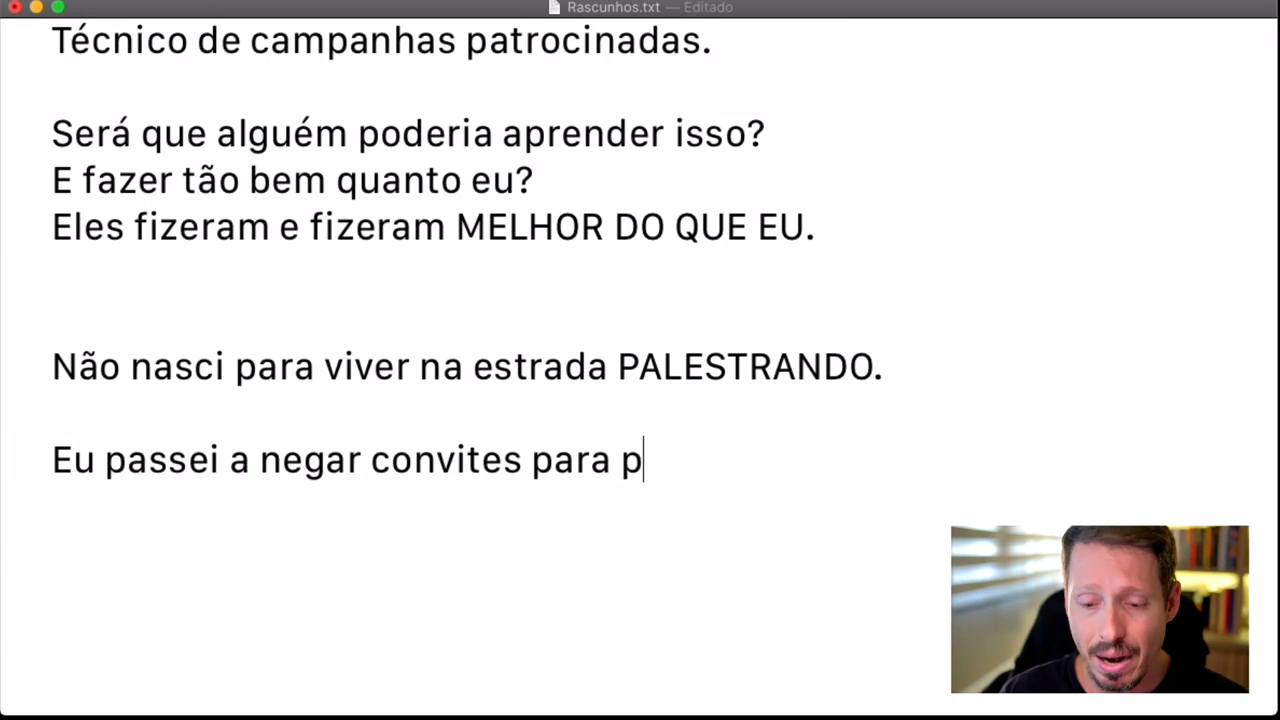 Rascunhos.txt — Editado
Técnico de campanhas patrocinadas.
Será que alguém poderia aprender isso?
E fazer tão bem quanto eu?
Eles fizeram e fizeram MELHOR DO QUE EU.
Não nasci para viver na estrada PALESTRANDO.
Eu passei a negar convites para p